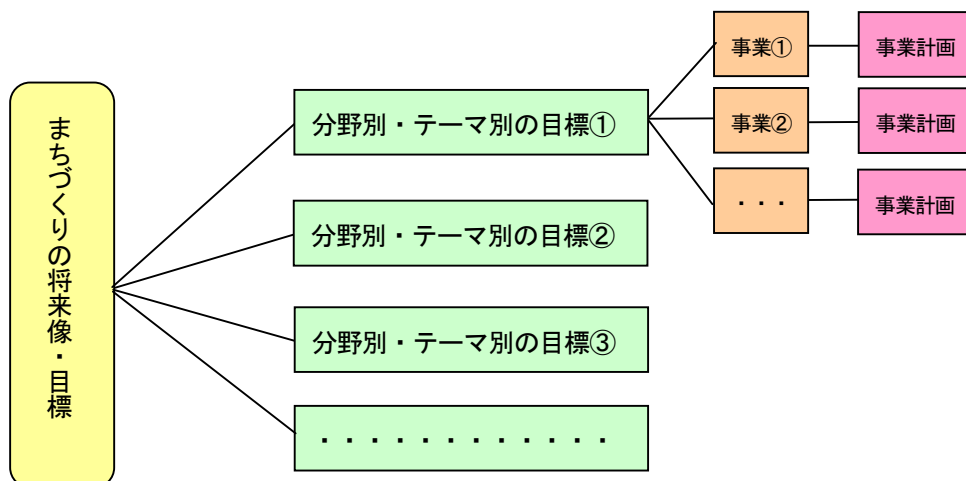 まちづくりの将来像・目標
分野別・テーマ別の目標①
分野別・テーマ別の目標②
分野別・テーマ別の目標③
・・・・・・・・・・・・
事業①
事業計画
事業②
事業計画
・・・
事業計画